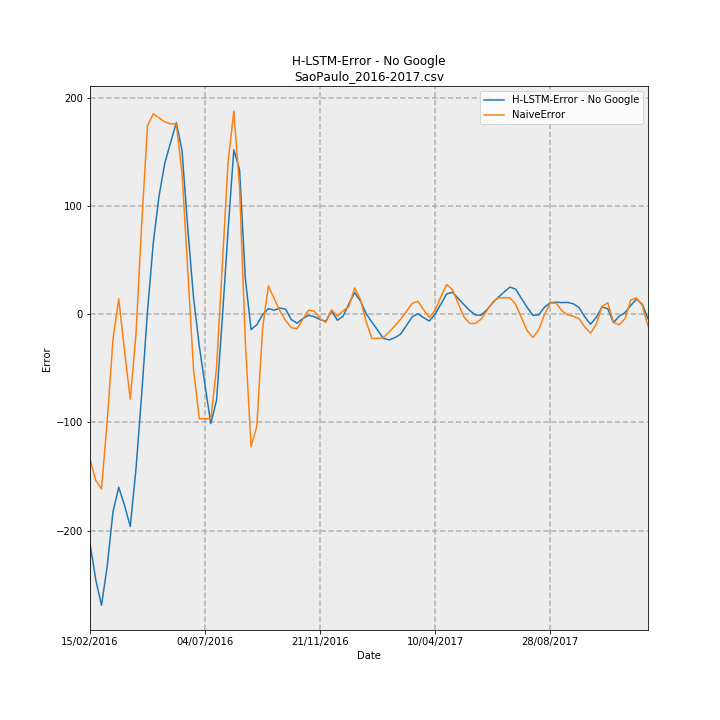 H-LSTM-Error - No Google
SaoPaulo_2016-2017.csv
H-LSTM-Error - No Google
NaiveError
200
100
0
−100
−200
Error
15/02/2016
04/07/2016
21/11/2016
10/04/2017
28/08/2017
Date